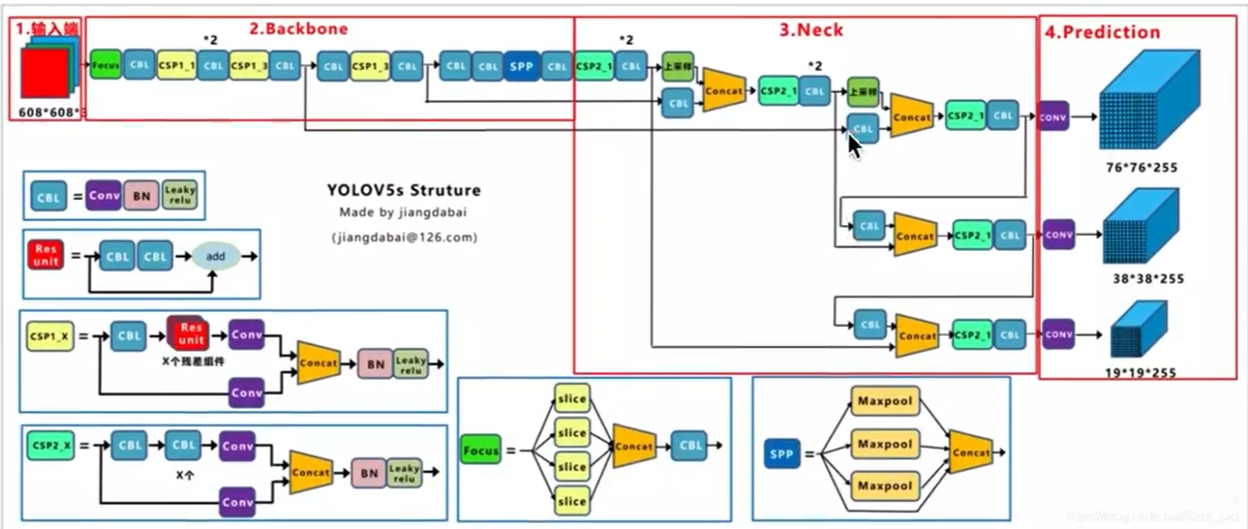 1.输入端
2.Backbone
3.Neck
4.Prediction
*2
*2
*2
Focus CBL CSP1_1 CBL CSP1_3 CBL CBL CSP1_3 CBL CBL CBL SPP CBL CSP2_1 CBL 上采样
CBL Concat CSP2_1 CBL 上采样
CBL Concat CSP2_1 CBL CONV
608*608*3
76*76*255
CBL = Conv BN Leaky relu
YOLOV5s Struture
Made by jiangdabai
(jiangdabai@126.com)
CBL Concat CSP2_1 CBL CONV
38*38*255
Res unit = CBL CBL add
CBL Concat CSP2_1 CBL CONV
19*19*255
CSP1_X = CBL Res unit Conv
X个残差组件
Concat BN Leaky relu
Conv
CSP2_X = CBL CBL Conv
X个
Concat BN Leaky relu
Conv
Focus =
slice
slice
slice
slice
Concat CBL
SPP =
Maxpool
Maxpool
Maxpool
Concat